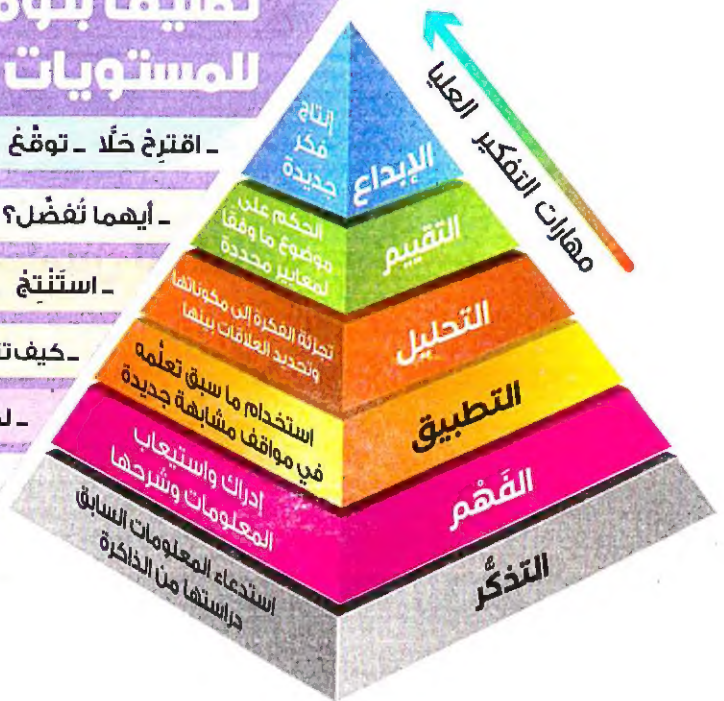 للمستويات
_ اقترِحْ حَلًّا _ توقَّعْ
_ أيهما تُفضِّل؟
_ استَنْتِجْ
_ كيف
مهارات التفكير العليا
إنتاج
فكر
جديدة
الإبداع
الحكم على
موضوع ما وفقًا
لمعايير محددة
التقييم
تجزئة الفكرة إلى مكوناتها
وتحديد العلاقات بينها
التحليل
استخدام ما سبق تعلُّمه
في مواقف مشابهة جديدة
التطبيق
إدراك واستيعاب
المعلومات وشرحها
الفَهْم
استدعاء المعلومات السابق
دراستها من الذاكرة
التذكُّر